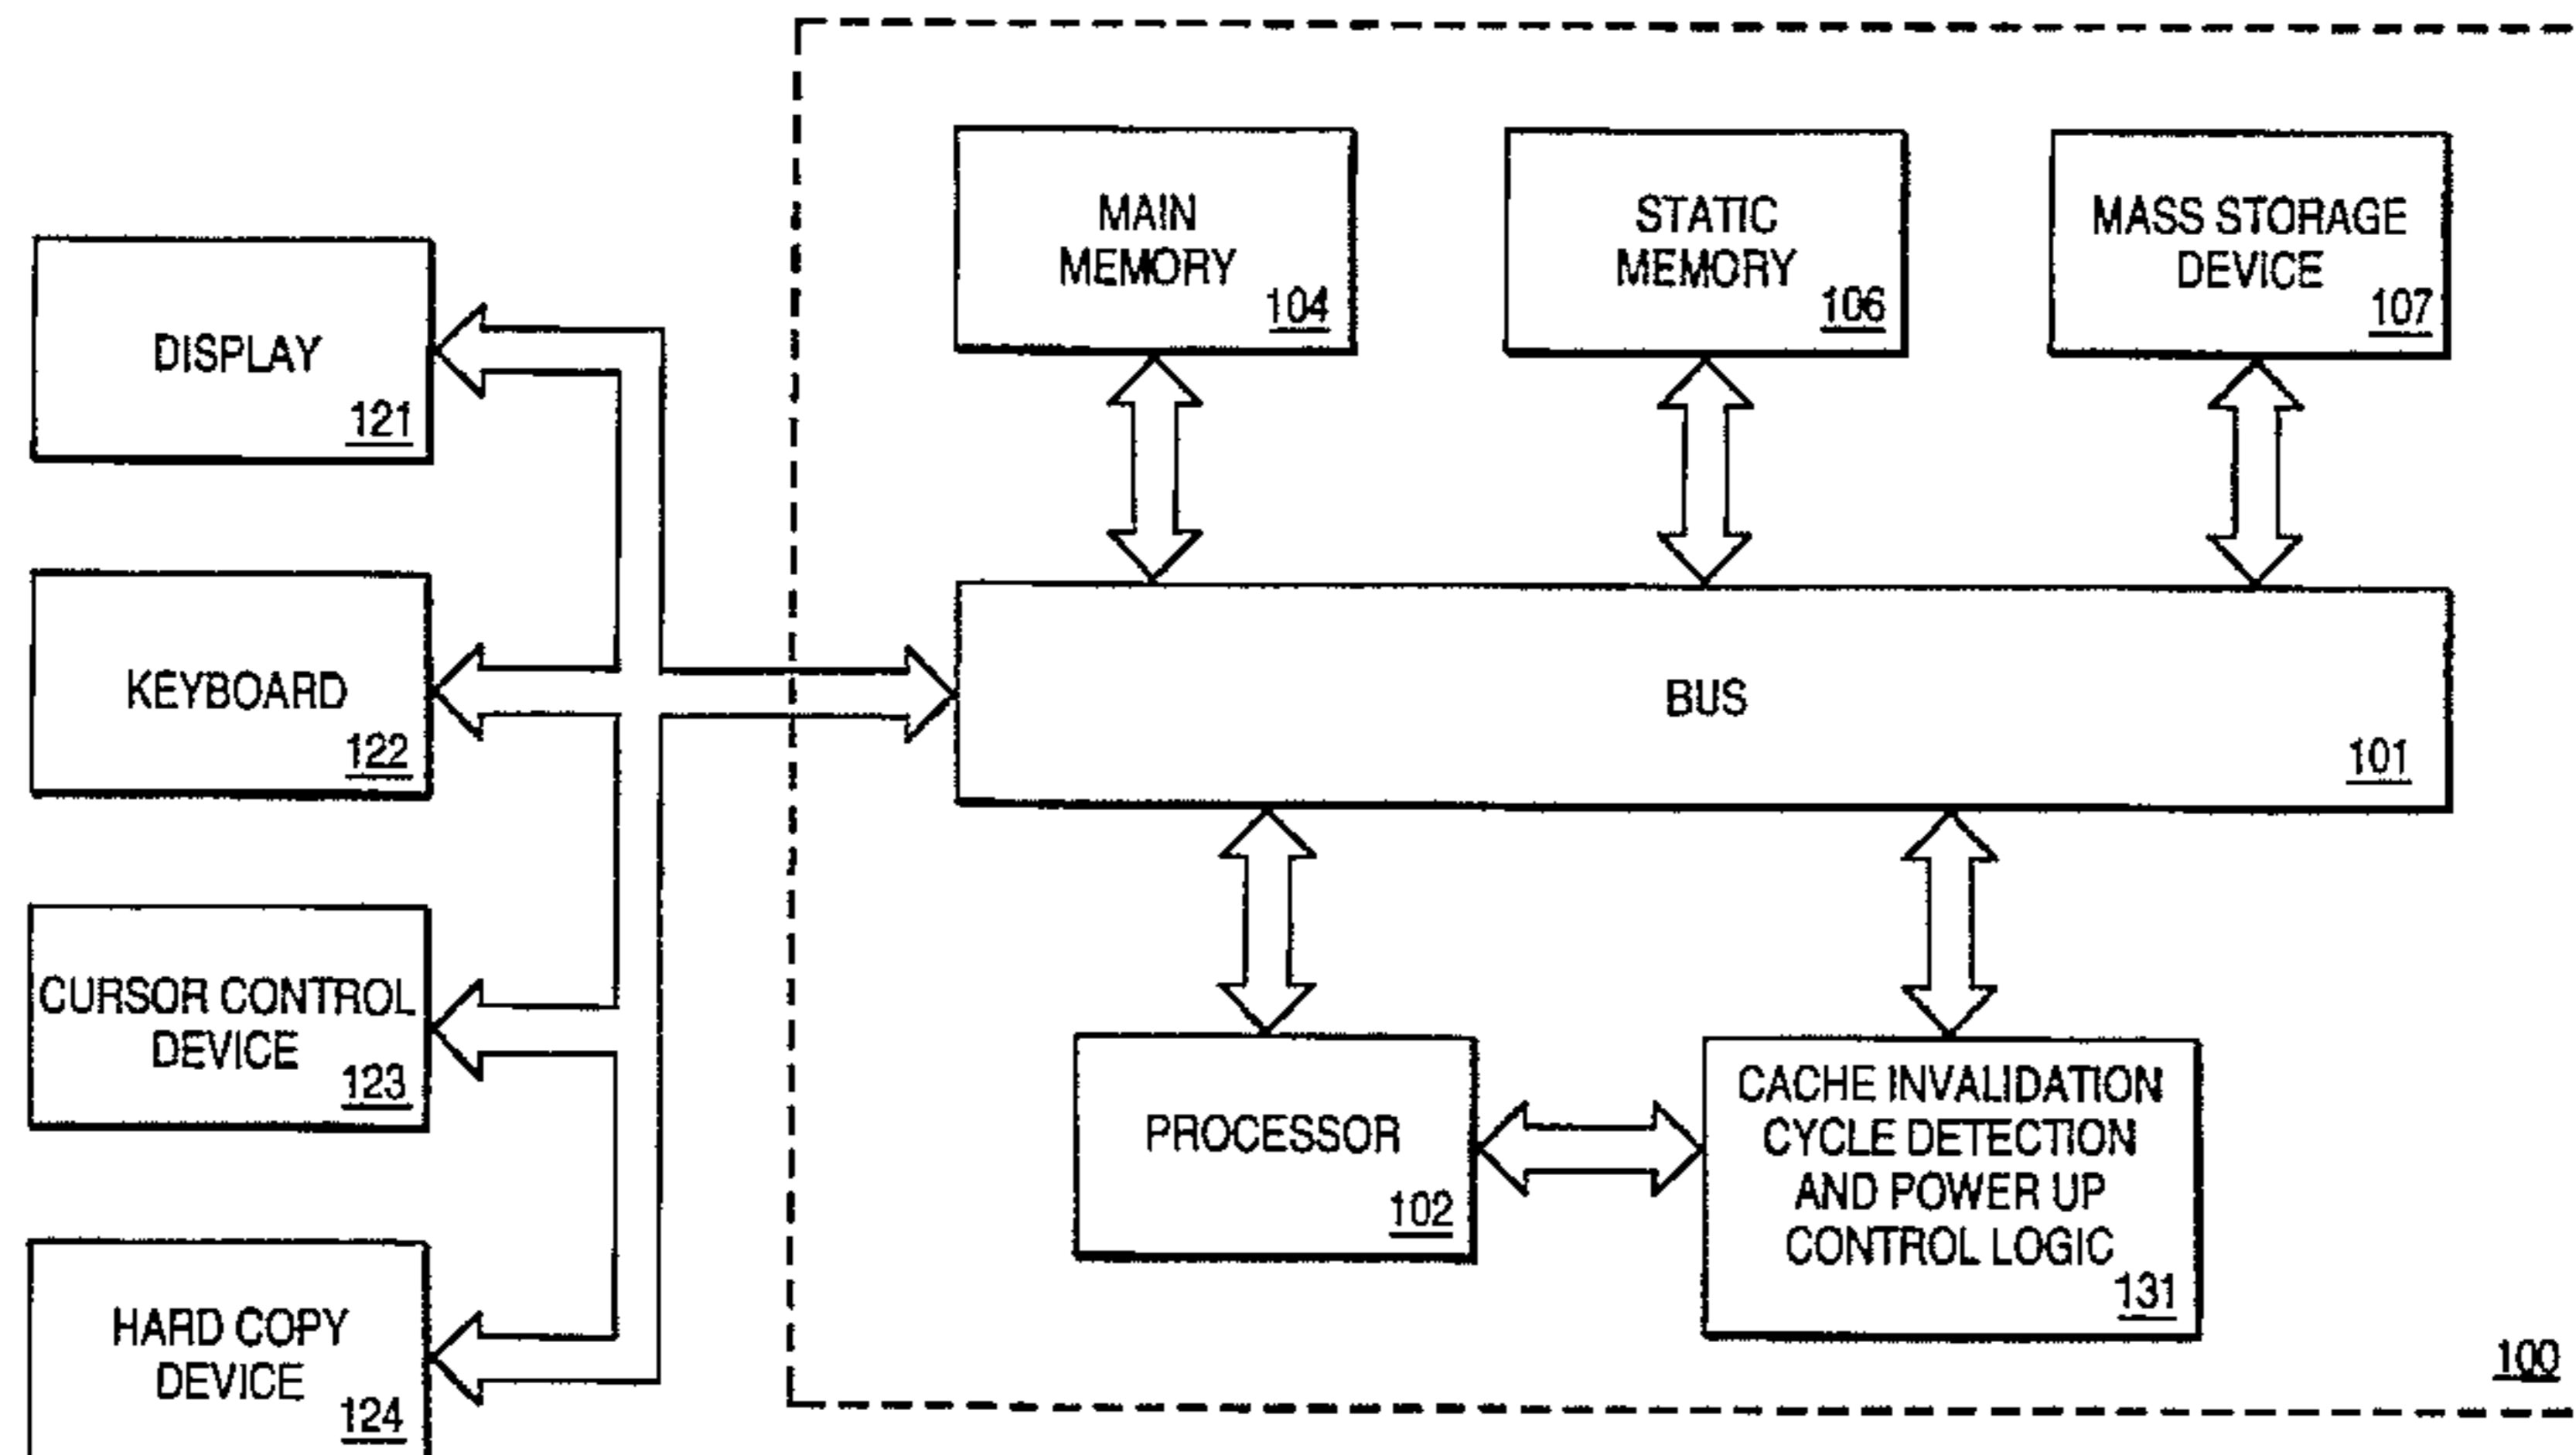 MAIN
MEMORY
104
STATIC
MEMORY
106
MASS STORAGE
DEVICE
107
DISPLAY
121
KEYBOARD
122
CURSOR CONTROL
DEVICE
123
HARD COPY
DEVICE
124
BUS
101
PROCESSOR
102
CACHE INVALIDATION
CYCLE DETECTION
AND POWER UP
CONTROL LOGIC
131
100